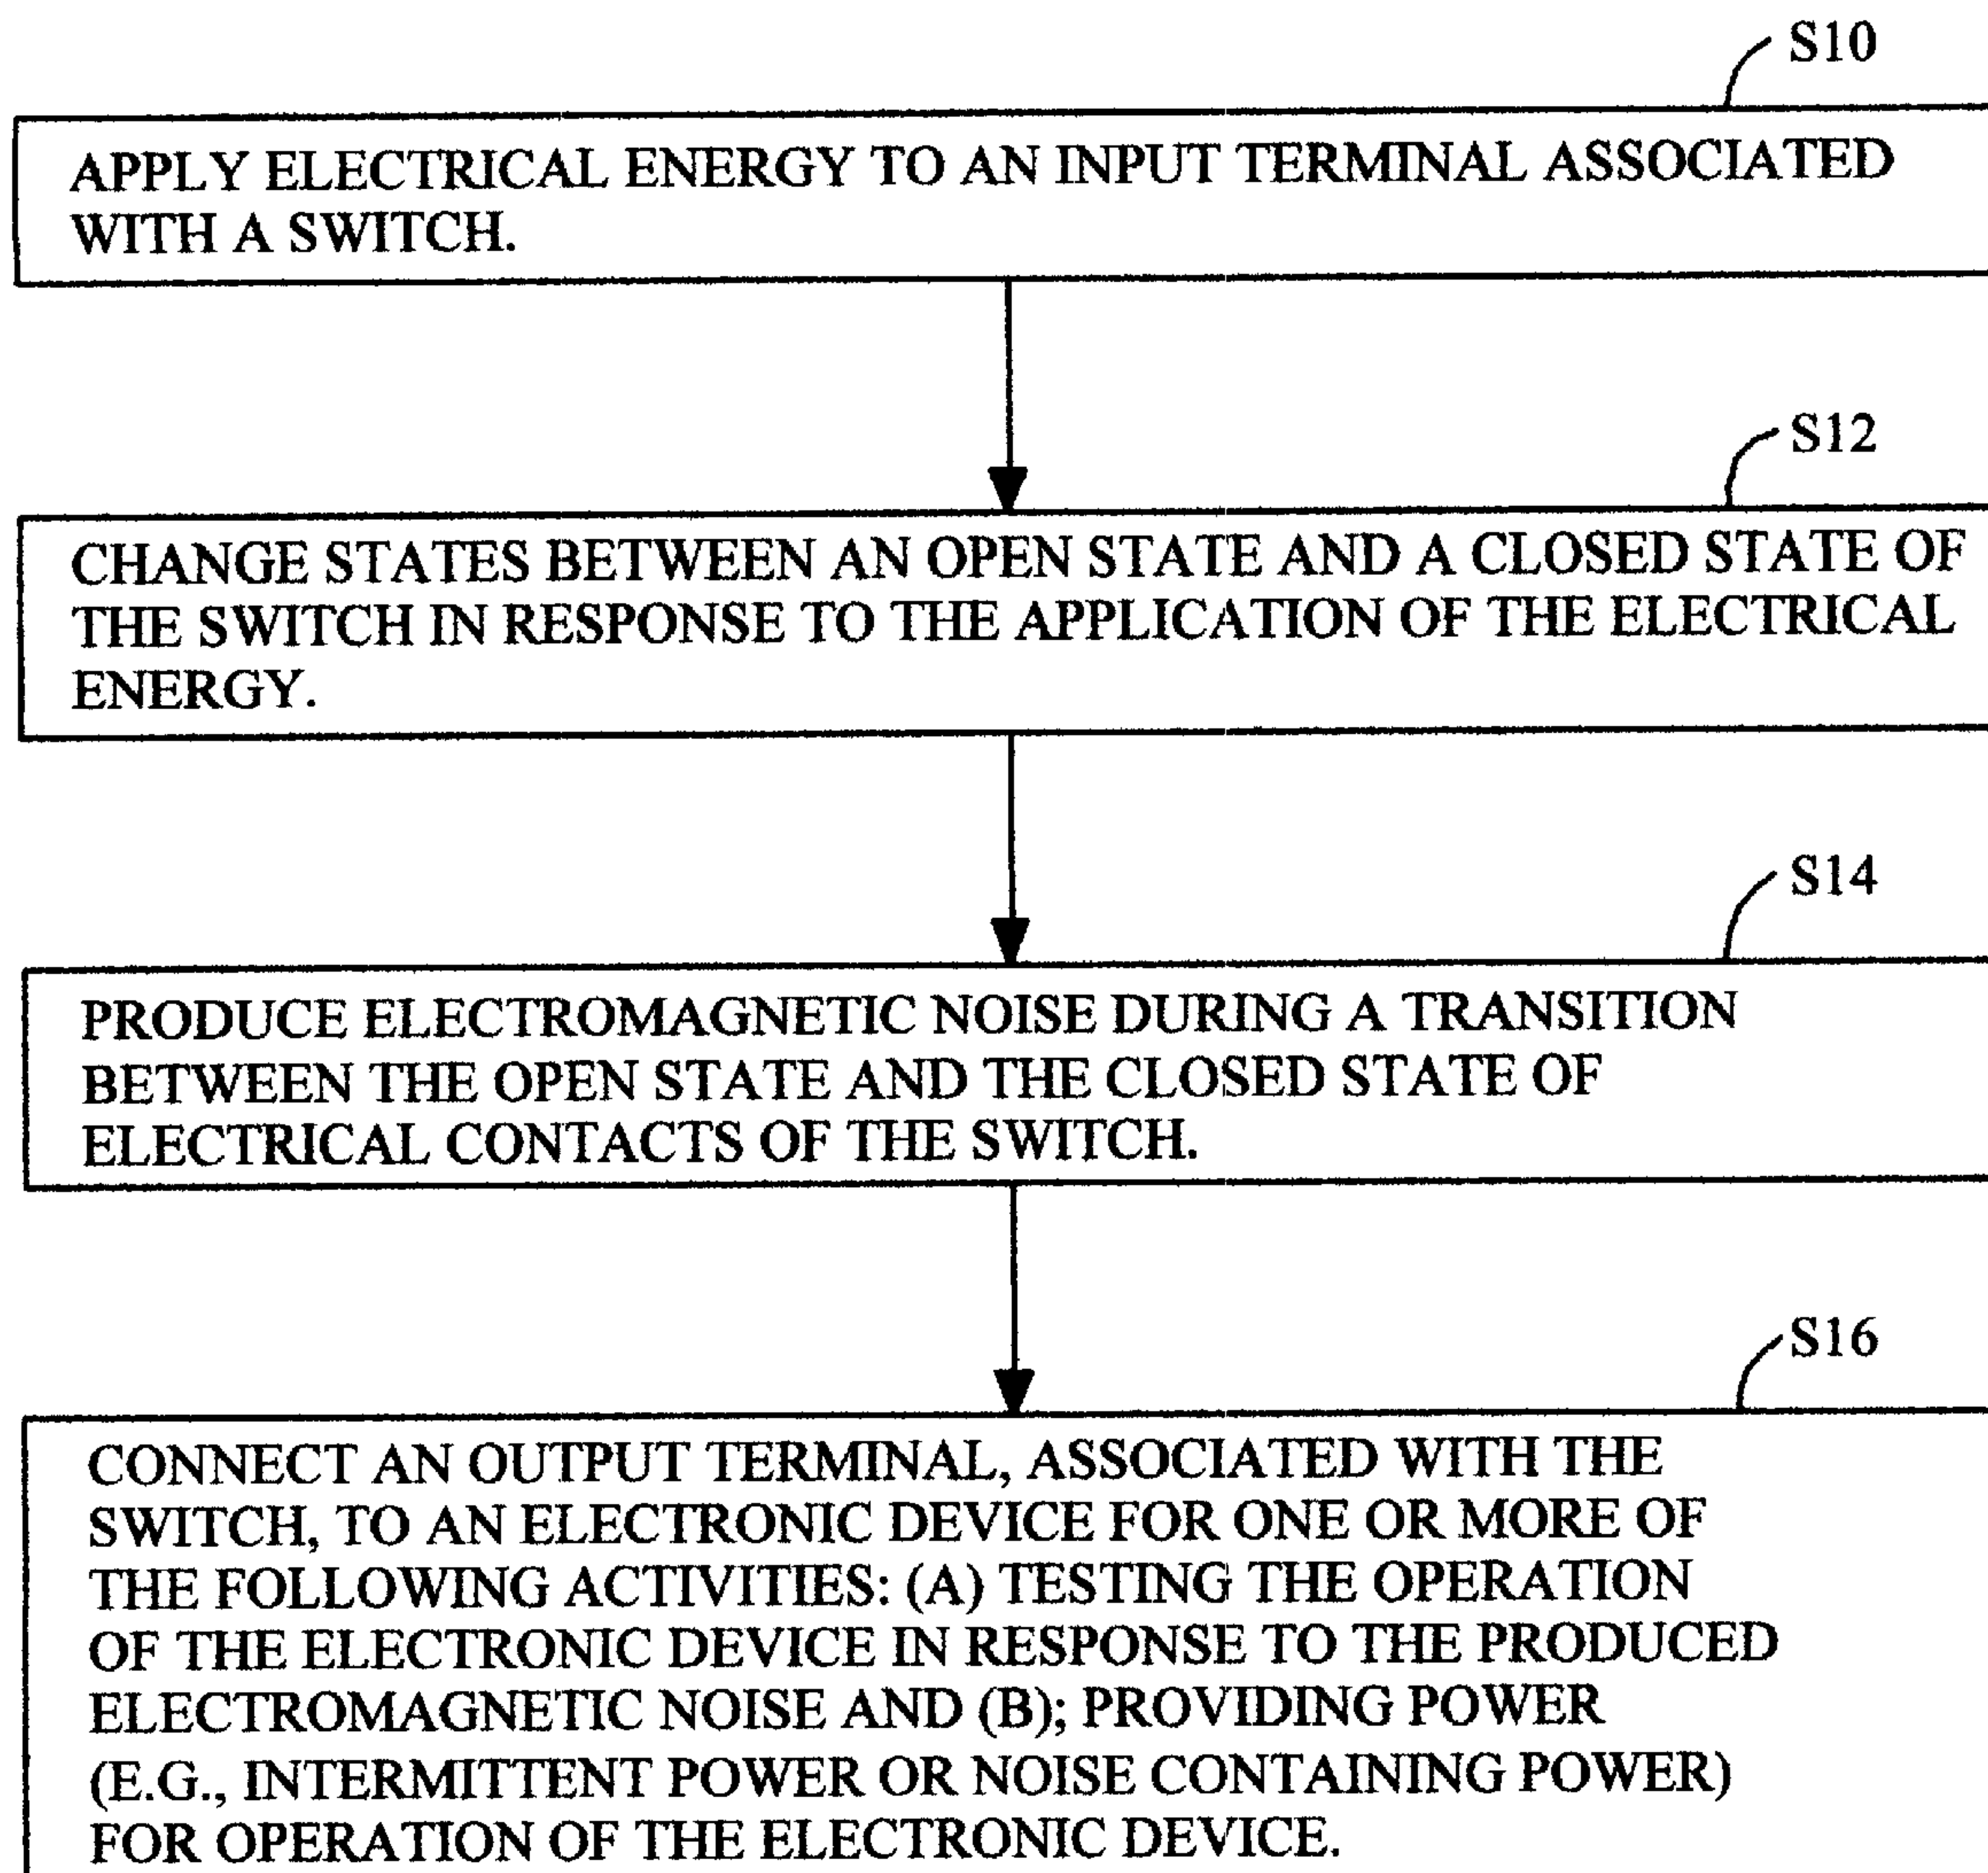 S10
APPLY ELECTRICAL ENERGY TO AN INPUT TERMINAL ASSOCIATED
WITH A SWITCH.
S12
CHANGE STATES BETWEEN AN OPEN STATE AND A CLOSED STATE OF
THE SWITCH IN RESPONSE TO THE APPLICATION OF THE ELECTRICAL
ENERGY.
S14
PRODUCE ELECTROMAGNETIC NOISE DURING A TRANSITION
BETWEEN THE OPEN STATE AND THE CLOSED STATE OF
ELECTRICAL CONTACTS OF THE SWITCH.
S16
CONNECT AN OUTPUT TERMINAL, ASSOCIATED WITH THE
SWITCH, TO AN ELECTRONIC DEVICE FOR ONE OR MORE OF
THE FOLLOWING ACTIVITIES: (A) TESTING THE OPERATION
OF THE ELECTRONIC DEVICE IN RESPONSE TO THE PRODUCED
ELECTROMAGNETIC NOISE AND (B); PROVIDING POWER
(E.G., INTERMITTENT POWER OR NOISE CONTAINING POWER)
FOR OPERATION OF THE ELECTRONIC DEVICE.